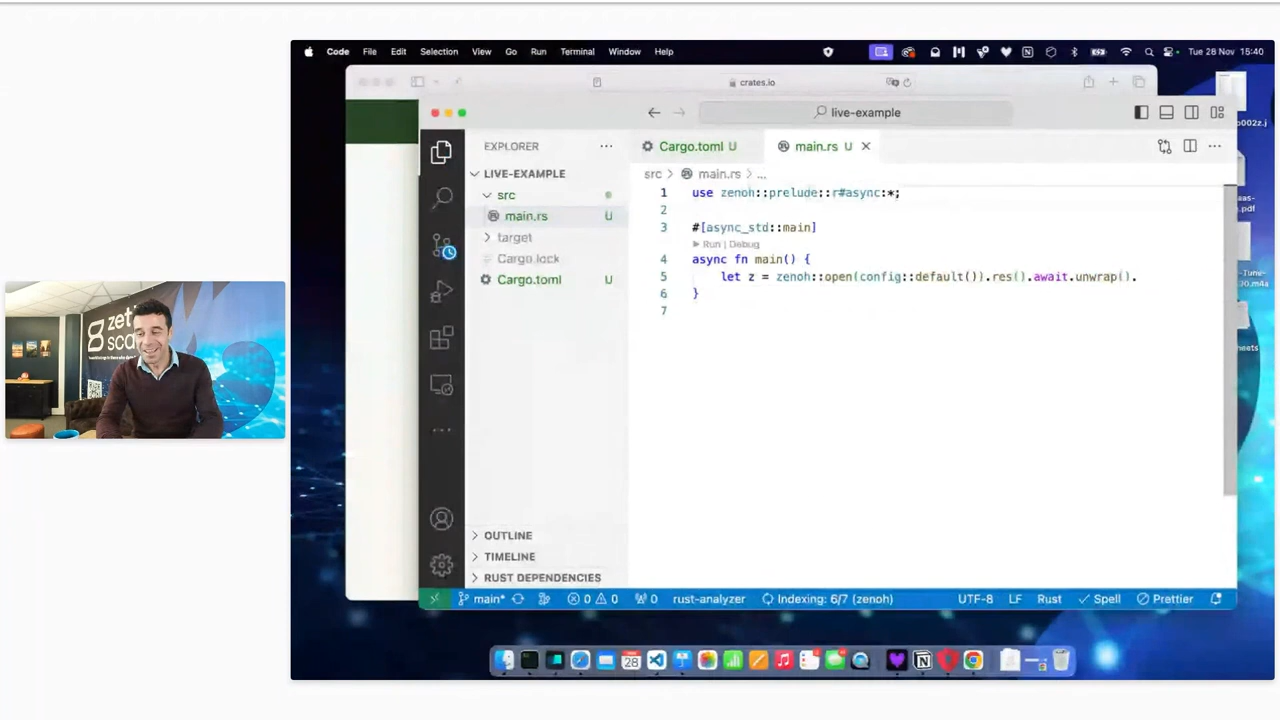 Code File Edit Selection View Go Run Terminal Window Help Tue 28 Nov 15:40
crates.io
live-example
EXPLORER
LIVE-EXAMPLE
src
main.rs U
target
Cargo.lock
Cargo.toml U
OUTLINE
TIMELINE
RUST DEPENDENCIES
Cargo.toml U main.rs U
src > main.rs > ...
1 use zenoh::prelude::r#async:*;
2
3 #[async_std::main]
Run | Debug
4 async fn main() {
5 let z = zenoh::open(config::default()).res().await.unwrap().
6 }
7
main* 0 0 0 rust-analyzer Indexing: 6/7 (zenoh) UTF-8 LF Rust Spell Prettier
28